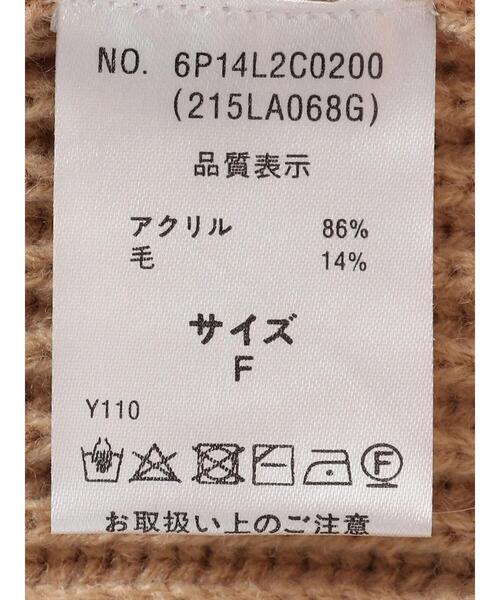 NO. 6P14L2C0200
(215LA068G)
品質表示
アクリル 86%
毛 14%
サイズ
F
Y110
F
お取扱い上のご注意